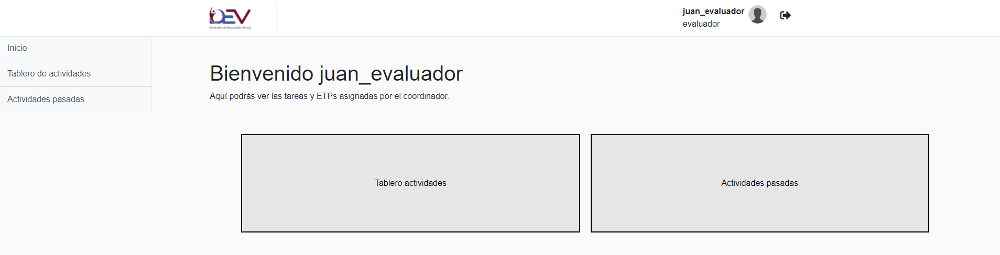 DEV
Dirección de Educación Virtual
juan_evaluador
evaluador
Inicio
Tablero de actividades
Actividades pasadas
Bienvenido juan_evaluador
Aquí podrás ver las tareas y ETPs asignadas por el coordinador.
Tablero actividades
Actividades pasadas